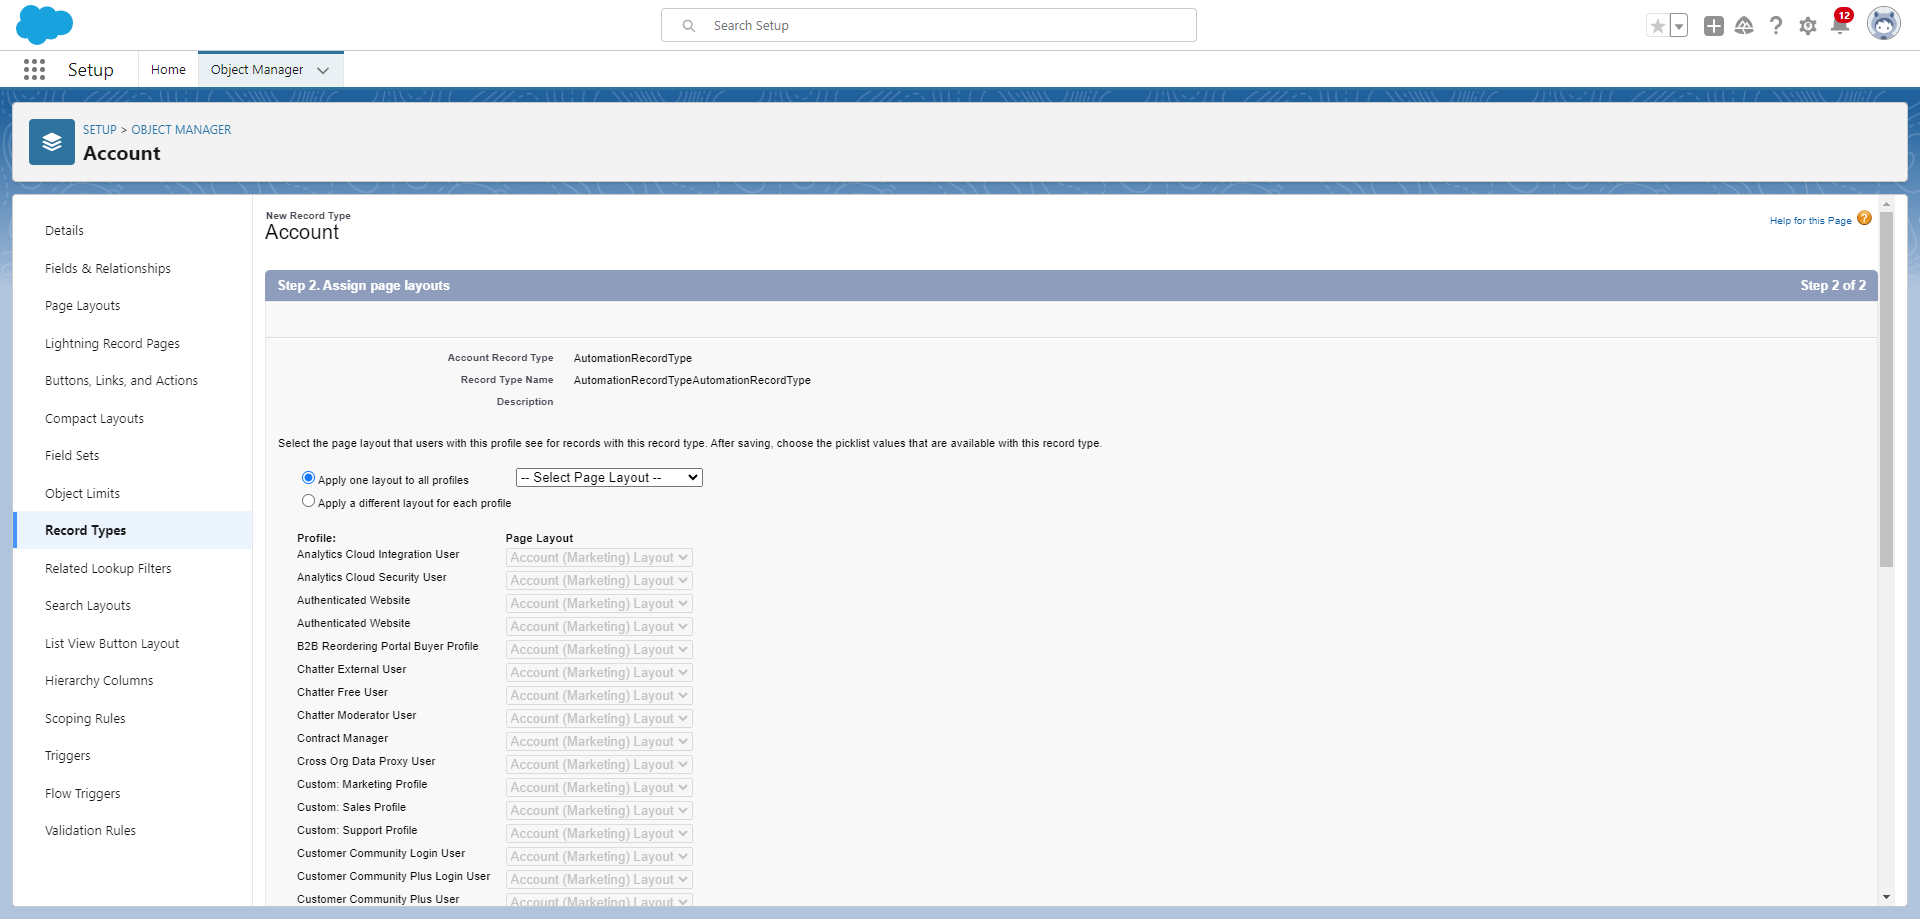 Search Setup
12
Setup
Home
Object Manager
SETUP > OBJECT MANAGER
Account
Details
Fields & Relationships
Page Layouts
Lightning Record Pages
Buttons, Links, and Actions
Compact Layouts
Field Sets
Object Limits
Record Types
Related Lookup Filters
Search Layouts
List View Button Layout
Hierarchy Columns
Scoping Rules
Triggers
Flow Triggers
Validation Rules
New Record Type
Account
Help for this Page ?
Step 2. Assign page layouts Step 2 of 2
Account Record Type AutomationRecordType
Record Type Name AutomationRecordTypeAutomationRecordType
Description
Select the page layout that users with this profile see for records with this record type. After saving, choose the picklist values that are available with this record type.
Apply one layout to all profiles -- Select Page Layout --
Apply a different layout for each profile
Profile: Page Layout
Analytics Cloud Integration User Account (Marketing) Layout
Analytics Cloud Security User Account (Marketing) Layout
Authenticated Website Account (Marketing) Layout
Authenticated Website Account (Marketing) Layout
B2B Reordering Portal Buyer Profile Account (Marketing) Layout
Chatter External User Account (Marketing) Layout
Chatter Free User Account (Marketing) Layout
Chatter Moderator User Account (Marketing) Layout
Contract Manager Account (Marketing) Layout
Cross Org Data Proxy User Account (Marketing) Layout
Custom: Marketing Profile Account (Marketing) Layout
Custom: Sales Profile Account (Marketing) Layout
Custom: Support Profile Account (Marketing) Layout
Customer Community Login User Account (Marketing) Layout
Customer Community Plus Login User Account (Marketing) Layout
Customer Community Plus User Account (Marketing) Layout